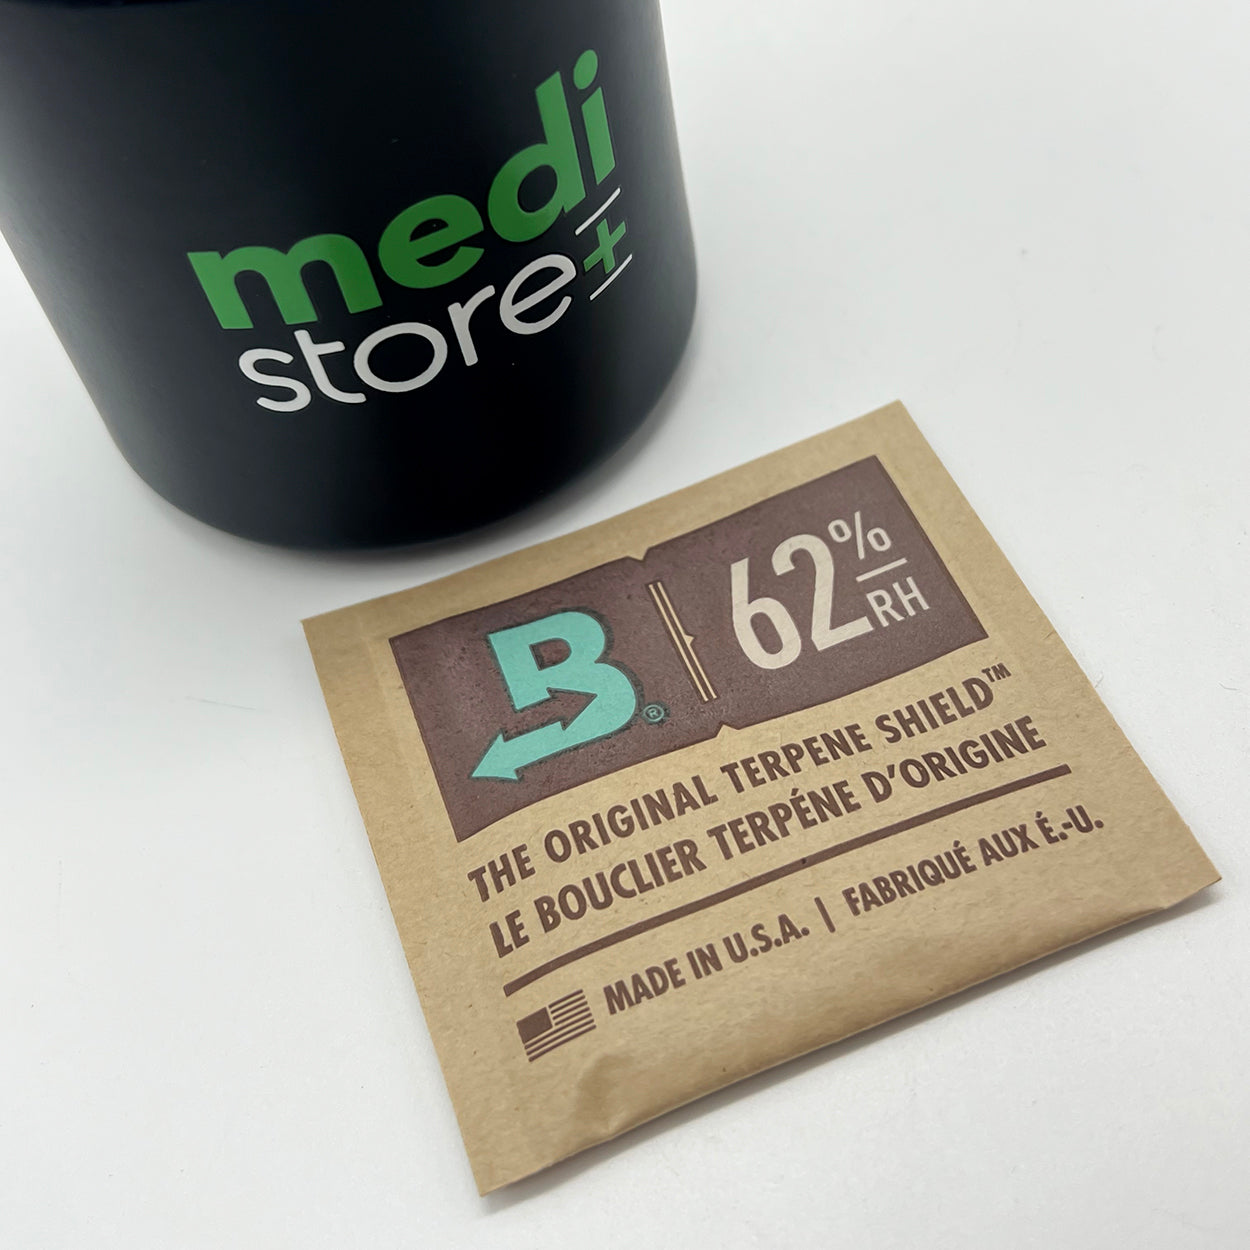 medi
store+
B®
62% RH
THE ORIGINAL TERPENE SHIELD™
LE BOUCLIER TERPÉNE D'ORIGINE
MADE IN U.S.A. | FABRIQUÉ AUX É.-U.